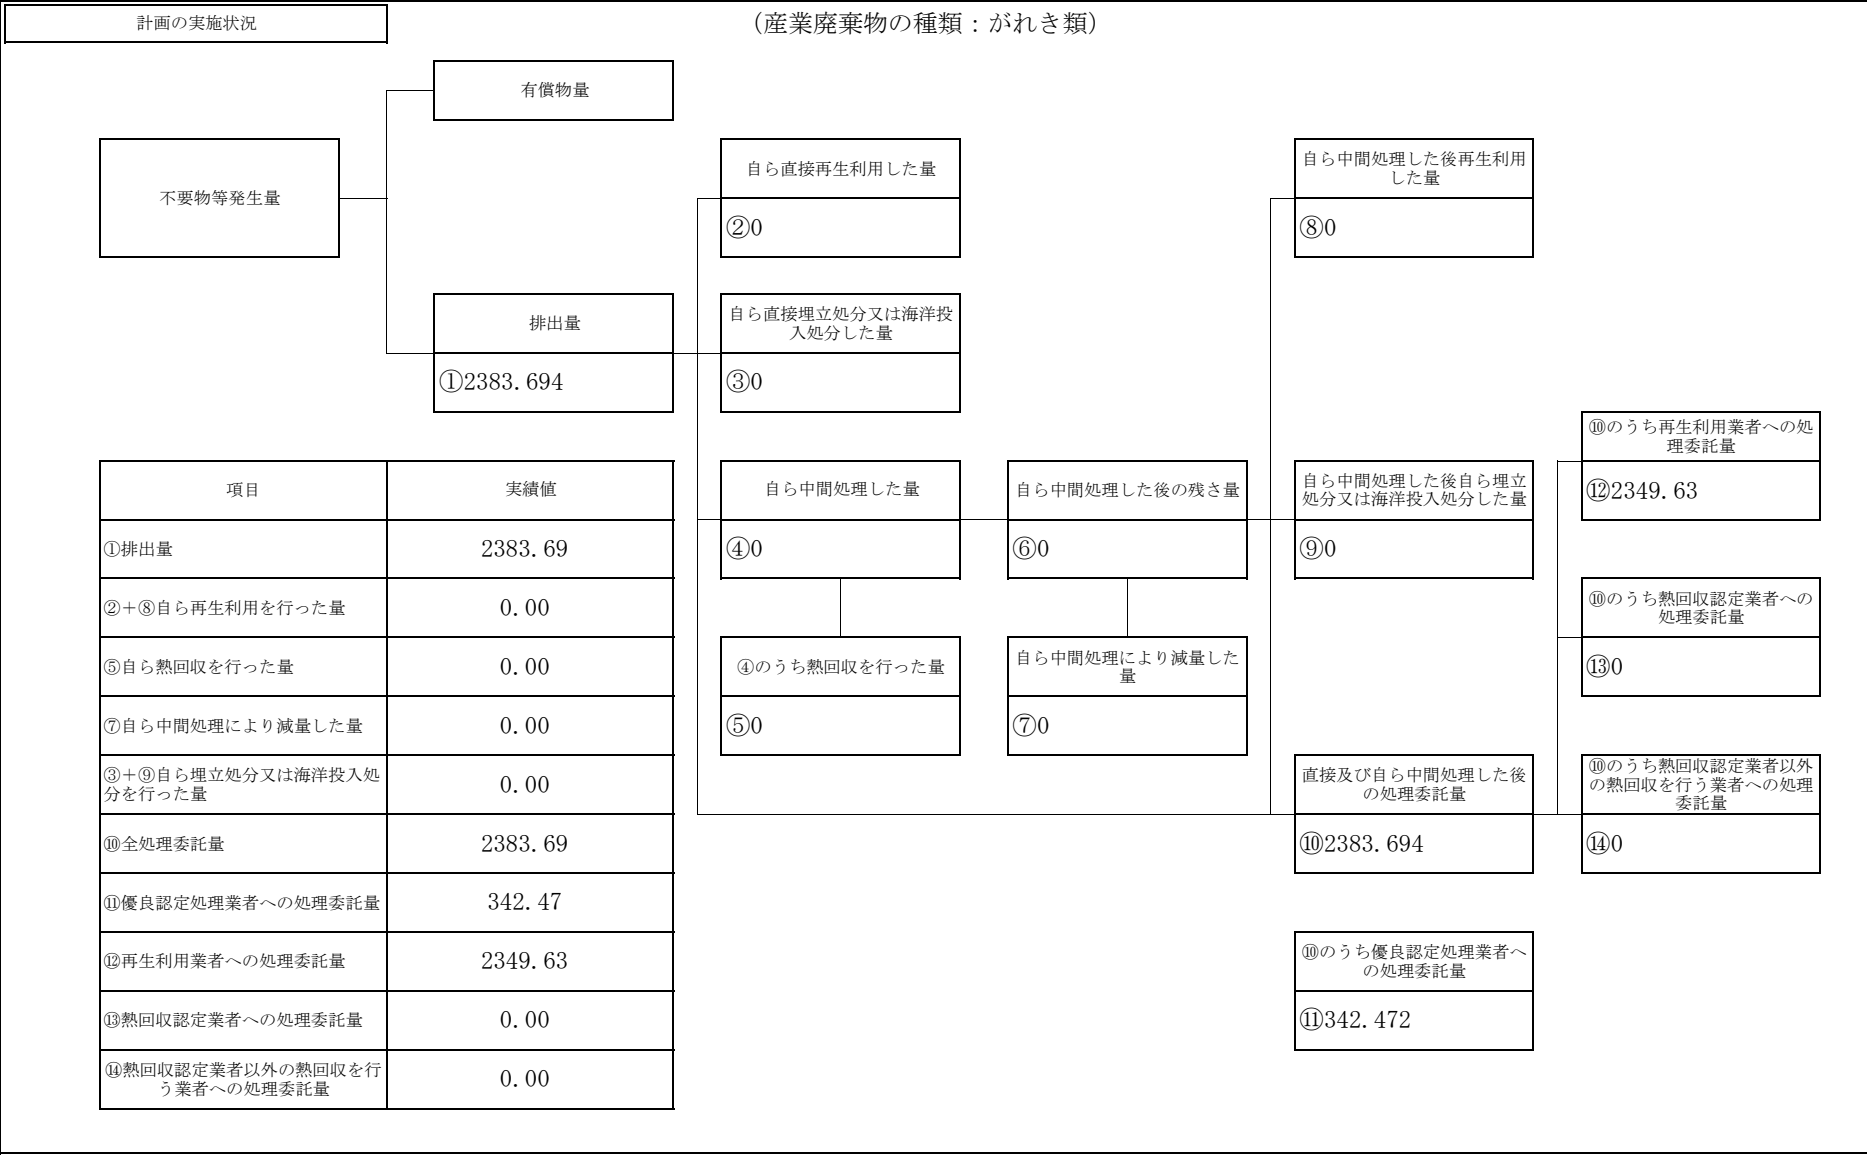 計画の実施状況
（産業廃棄物の種類：がれき類）
有償物量
不要物等発生量
排出量
①2383.694
自ら直接再生利用した量
②0
自ら直接埋立処分又は海洋投
入処分した量
③0
自ら中間処理した量
④0
④のうち熱回収を行った量
⑤0
自ら中間処理した後の残さ量
⑥0
自ら中間処理により減量した
量
⑦0
自ら中間処理した後再生利用
した量
⑧0
自ら中間処理した後自ら埋立
処分又は海洋投入処分した量
⑨0
直接及び自ら中間処理した後
の処理委託量
⑩2383.694
⑩のうち優良認定処理業者へ
の処理委託量
⑪342.472
⑩のうち再生利用業者への処
理委託量
⑫2349.63
⑩のうち熱回収認定業者への
処理委託量
⑬0
⑩のうち熱回収認定業者以外
の熱回収を行う業者への処理
委託量
⑭0
項目 実績値
①排出量 2383.69
②＋⑧自ら再生利用を行った量 0.00
⑤自ら熱回収を行った量 0.00
⑦自ら中間処理により減量した量 0.00
③＋⑨自ら埋立処分又は海洋投入処
分を行った量 0.00
⑩全処理委託量 2383.69
⑪優良認定処理業者への処理委託量 342.47
⑫再生利用業者への処理委託量 2349.63
⑬熱回収認定業者への処理委託量 0.00
⑭熱回収認定業者以外の熱回収を行
う業者への処理委託量 0.00